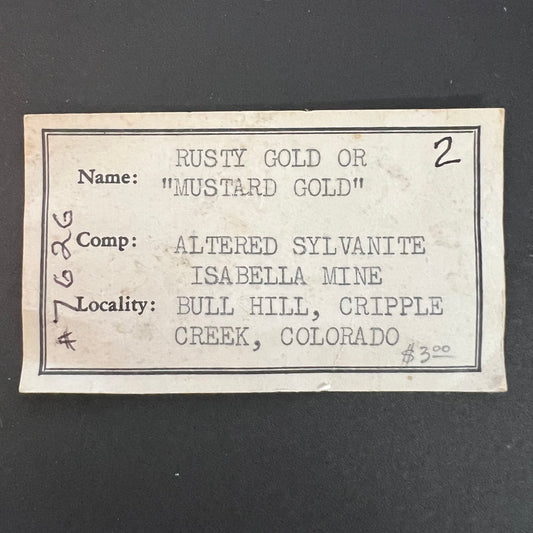 RUSTY GOLD OR
2
Name: "MUSTARD GOLD"
Comp: ALTERED SYLVANITE
ISABELLA MINE
Locality: BULL HILL, CRIPPLE
CREEK, COLORADO
$3.00
#7626